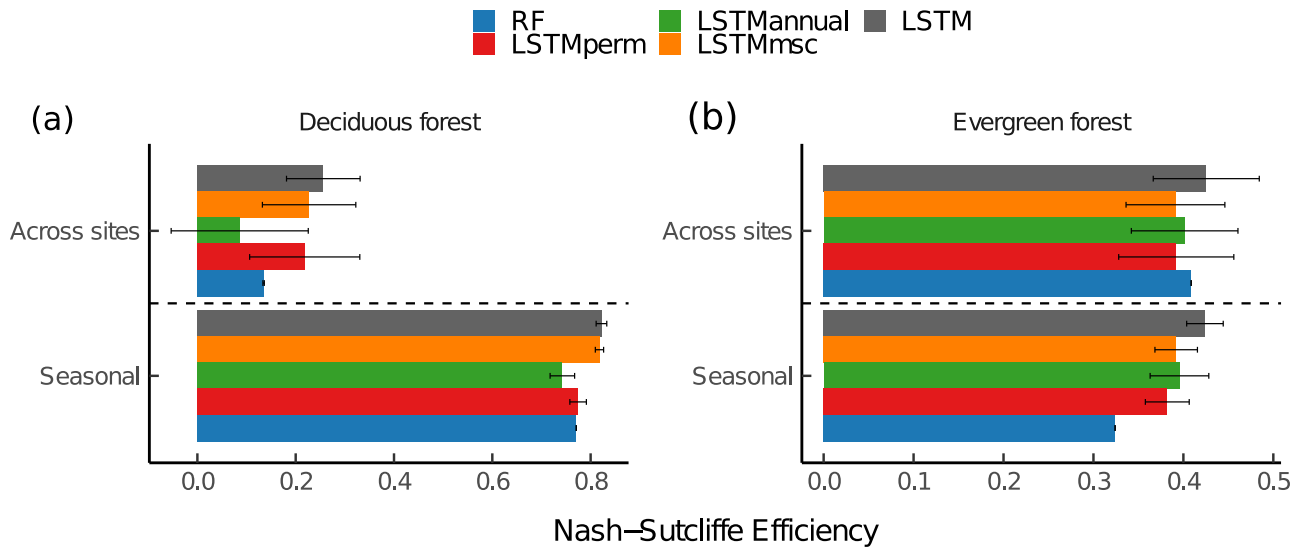 RF LSTMannual LSTM
LSTMperm LSTMmsc
(a) Deciduous forest
(b) Evergreen forest
Across sites
Seasonal
0.0 0.2 0.4 0.6 0.8
Across sites
Seasonal
0.0 0.1 0.2 0.3 0.4 0.5
Nash−Sutcliffe Efficiency